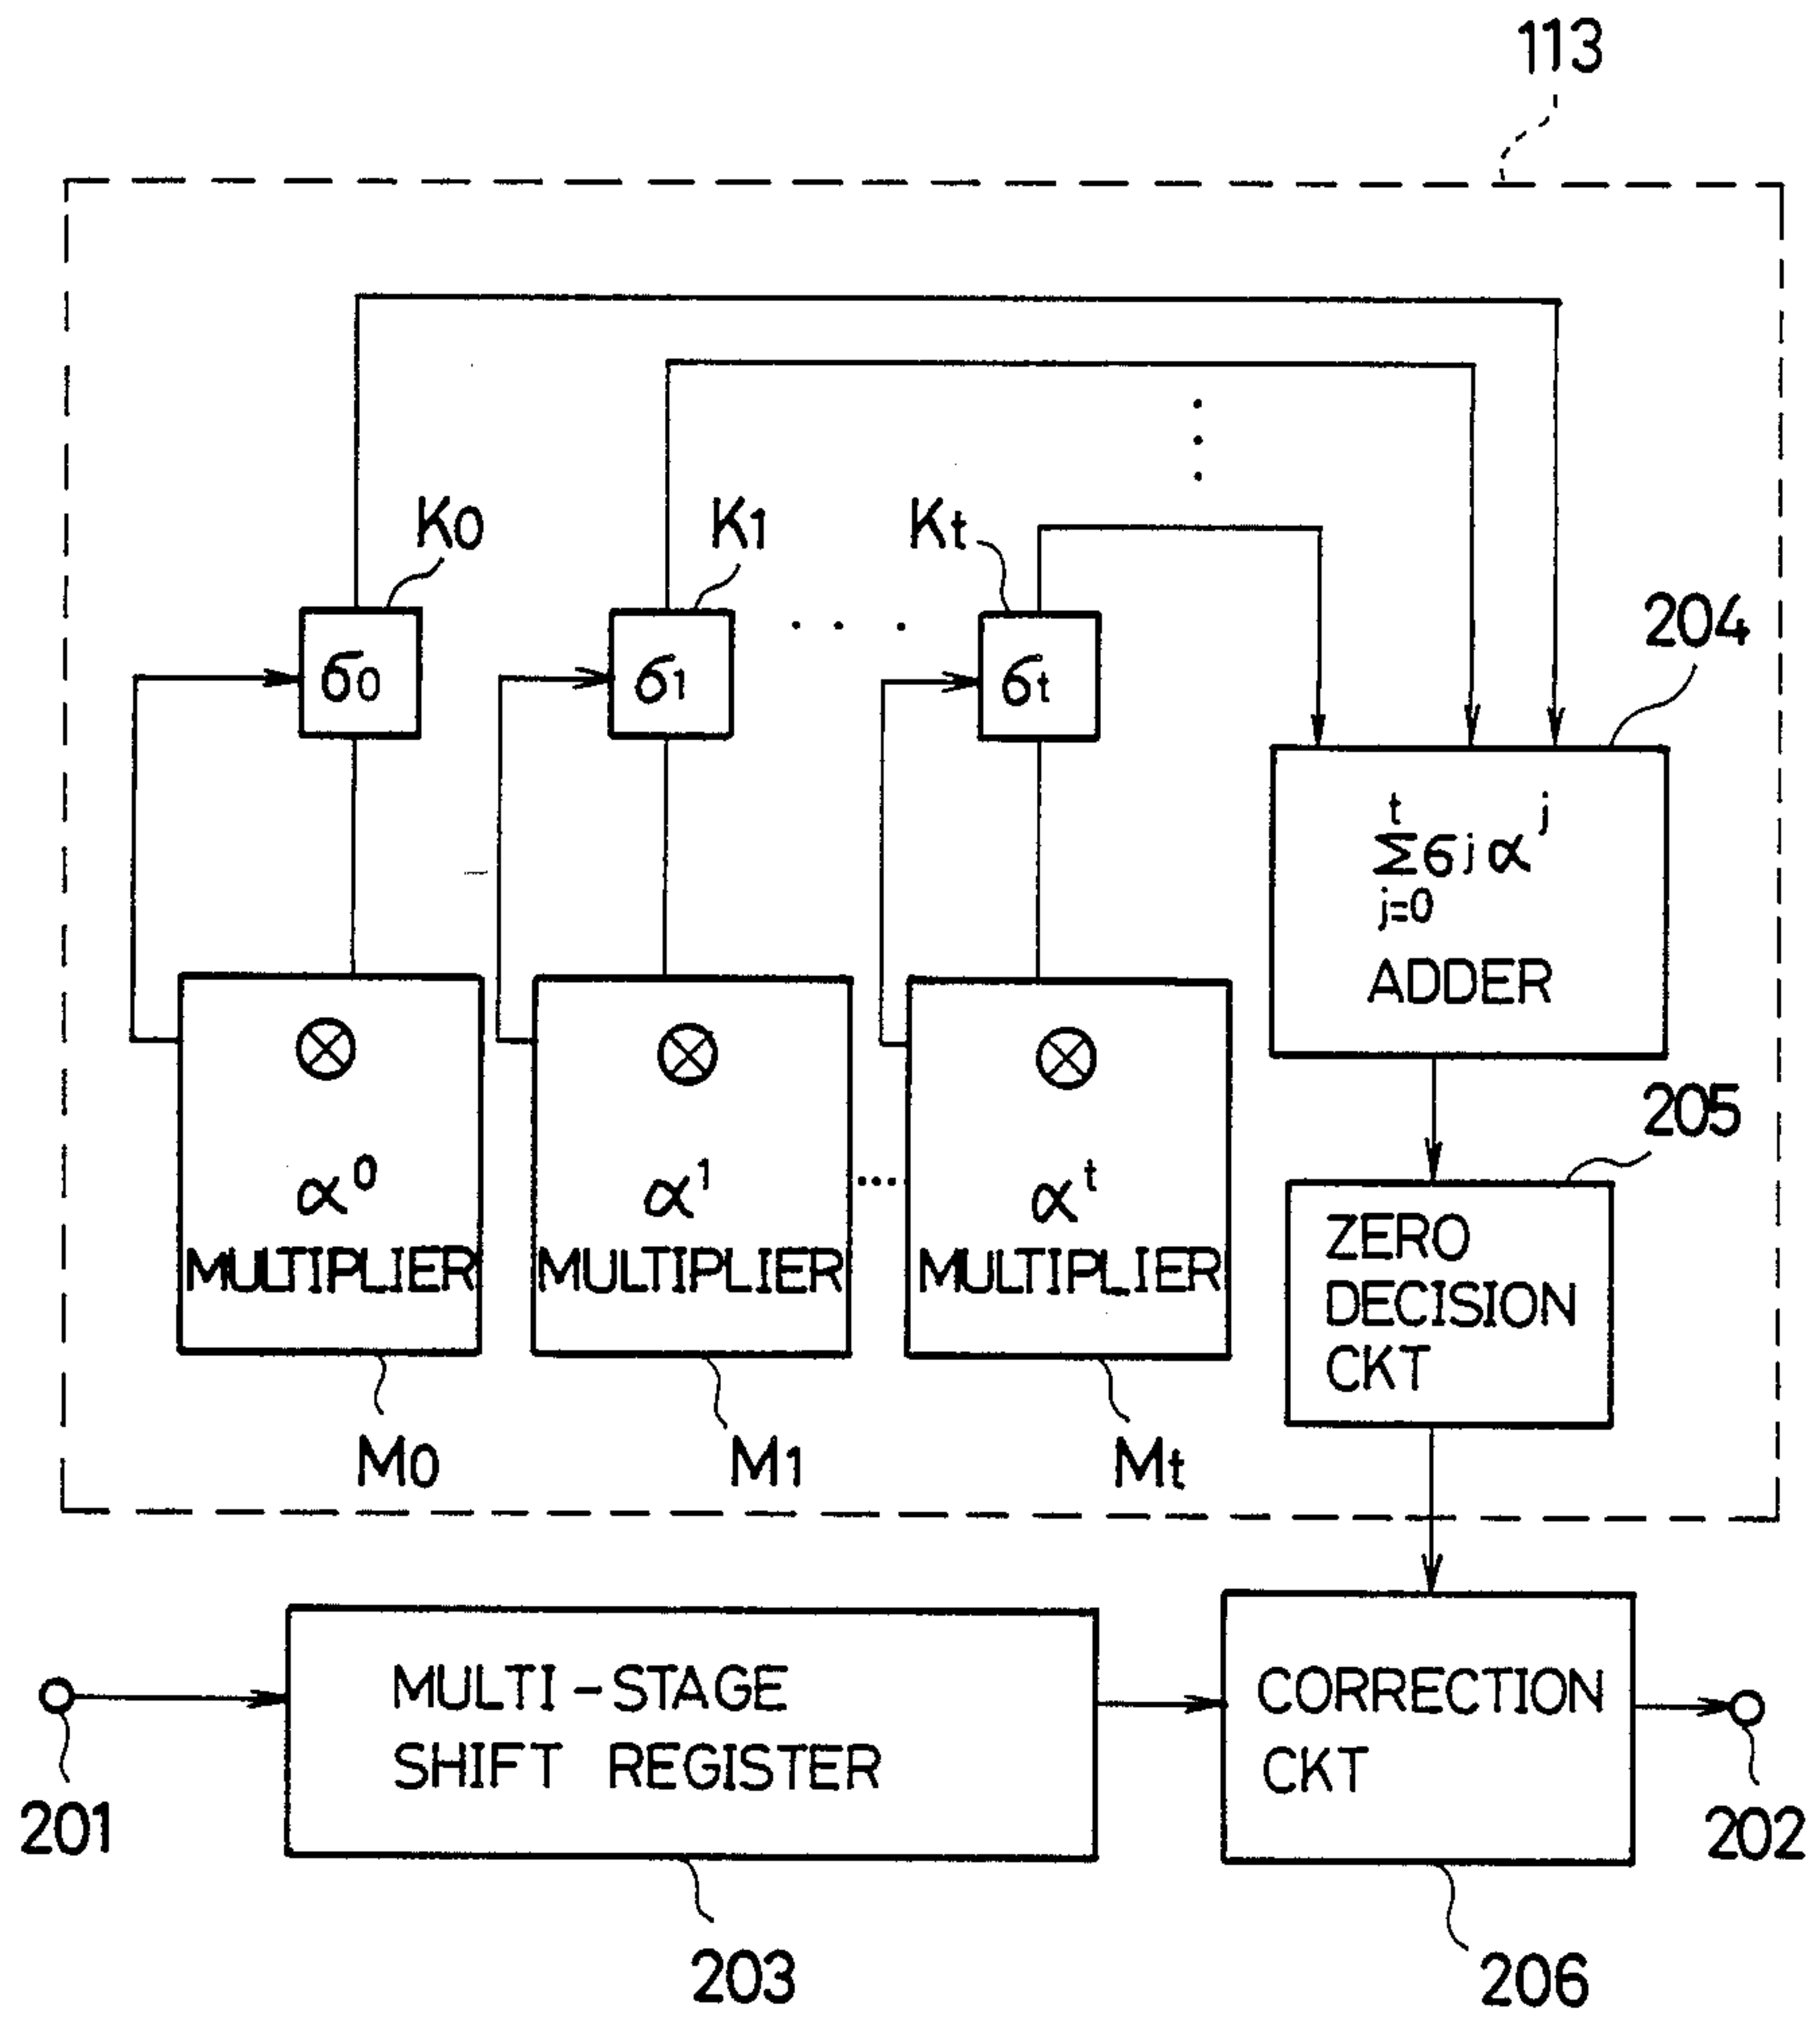 113
K0
K1
Kt
204
σ0
σ1
σt
t
Σσjα^j
j=0
ADDER
205
⊗
⊗
⊗
α^0
MULTIPLIER
α^1
MULTIPLIER
...
α^t
MULTIPLIER
ZERO
DECISION
CKT
M0
M1
Mt
MULTI-STAGE
SHIFT REGISTER
CORRECTION
CKT
201
202
203
206